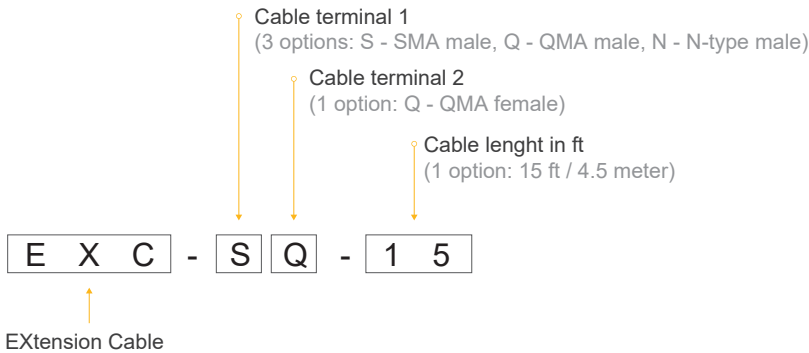 Cable terminal 1
(3 options: S - SMA male, Q - QMA male, N - N-type male)
Cable terminal 2
(1 option: Q - QMA female)
Cable lenght in ft
(1 option: 15 ft / 4.5 meter)
E X C - S Q - 1 5
EXtension Cable